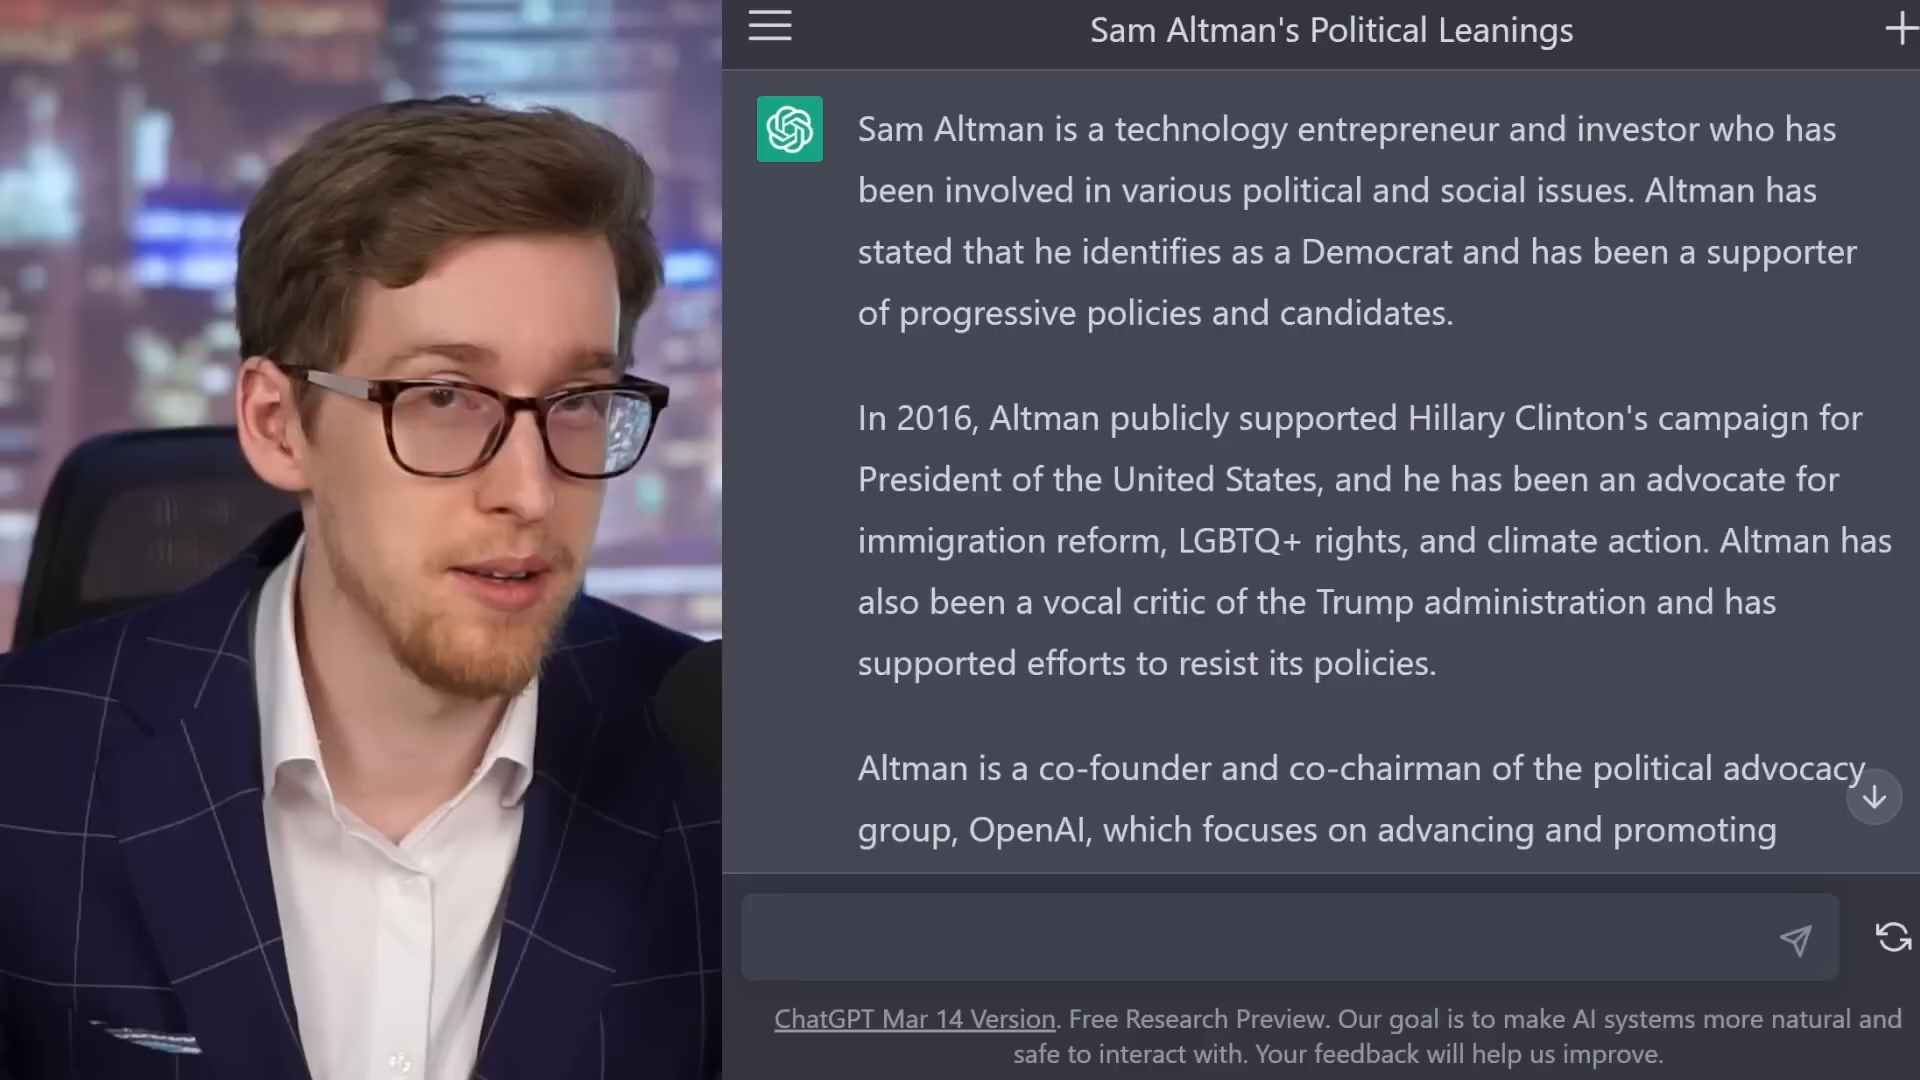 Sam Altman's Political Leanings
Sam Altman is a technology entrepreneur and investor who has
been involved in various political and social issues. Altman has
stated that he identifies as a Democrat and has been a supporter
of progressive policies and candidates.
In 2016, Altman publicly supported Hillary Clinton's campaign for
President of the United States, and he has been an advocate for
immigration reform, LGBTQ+ rights, and climate action. Altman has
also been a vocal critic of the Trump administration and has
supported efforts to resist its policies.
Altman is a co-founder and co-chairman of the political advocacy
group, OpenAI, which focuses on advancing and promoting
ChatGPT Mar 14 Version. Free Research Preview. Our goal is to make AI systems more natural and
safe to interact with. Your feedback will help us improve.